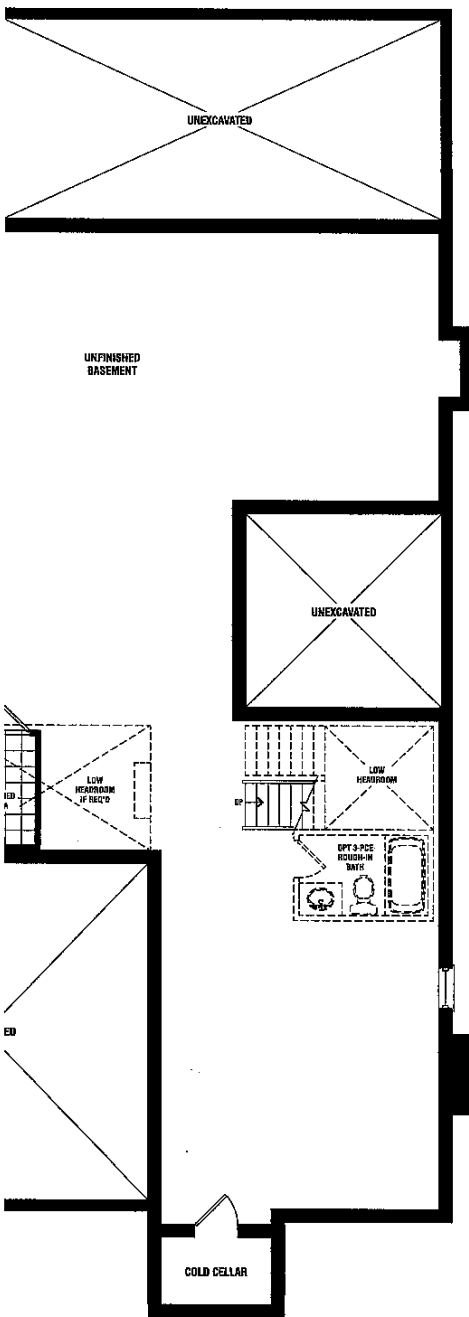 UNEXCAVATED
UNFINISHED
BASEMENT
UNEXCAVATED
LOW
HEADROOM
IF REQ'D
LOW
HEADROOM
UP
OPT 3-PCE
ROUGH-IN
BATH
COLD CELLAR